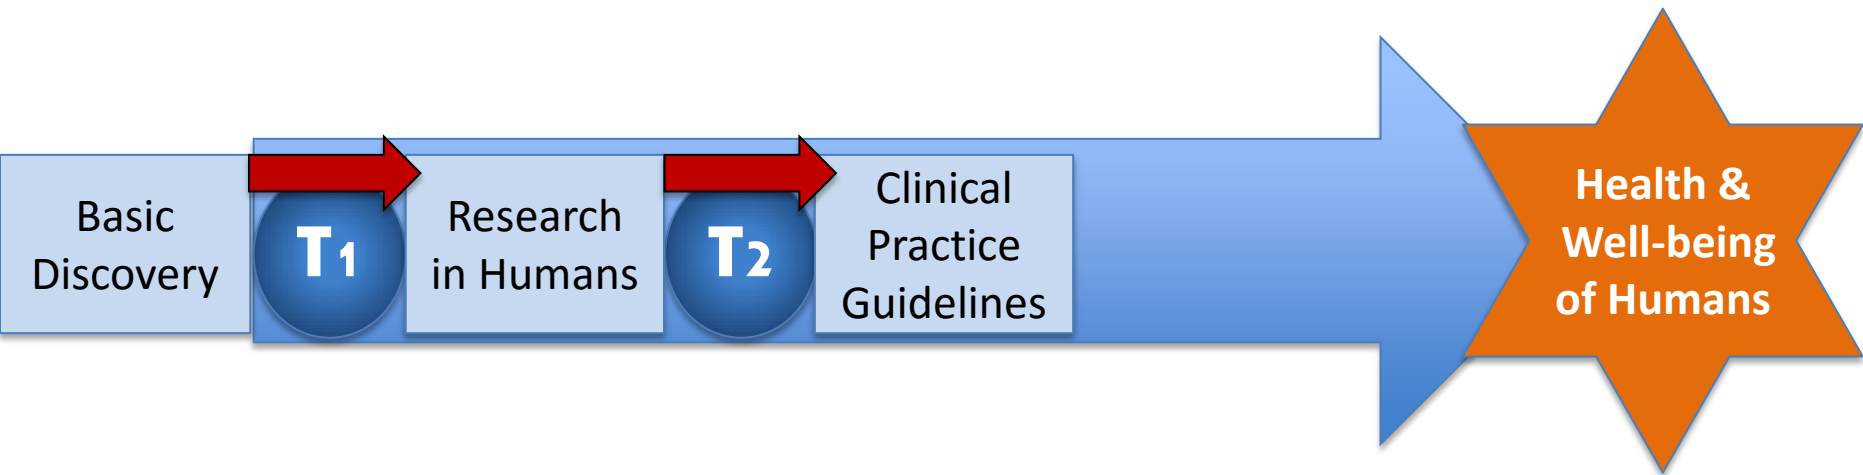 Basic
Discovery
T1
Research
in Humans
T2
Clinical
Practice
Guidelines
Health &
Well-being
of Humans